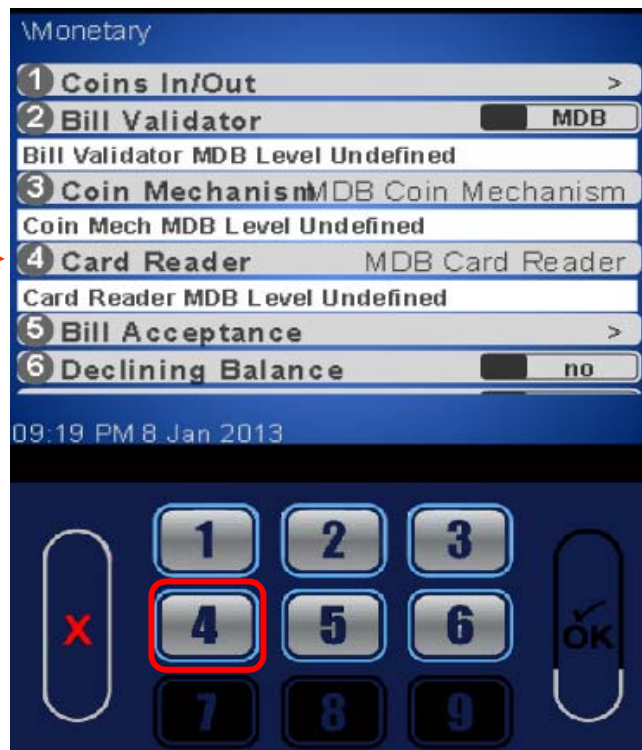 \Monetary
1 Coins In/Out >
2 Bill Validator MDB
Bill Validator MDB Level Undefined
3 Coin Mechanism MDB Coin Mechanism
Coin Mech MDB Level Undefined
4 Card Reader MDB Card Reader
Card Reader MDB Level Undefined
5 Bill Acceptance >
6 Declining Balance no
09:19 PM 8 Jan 2013
1 2 3
X 4 5 6 OK
7 8 9